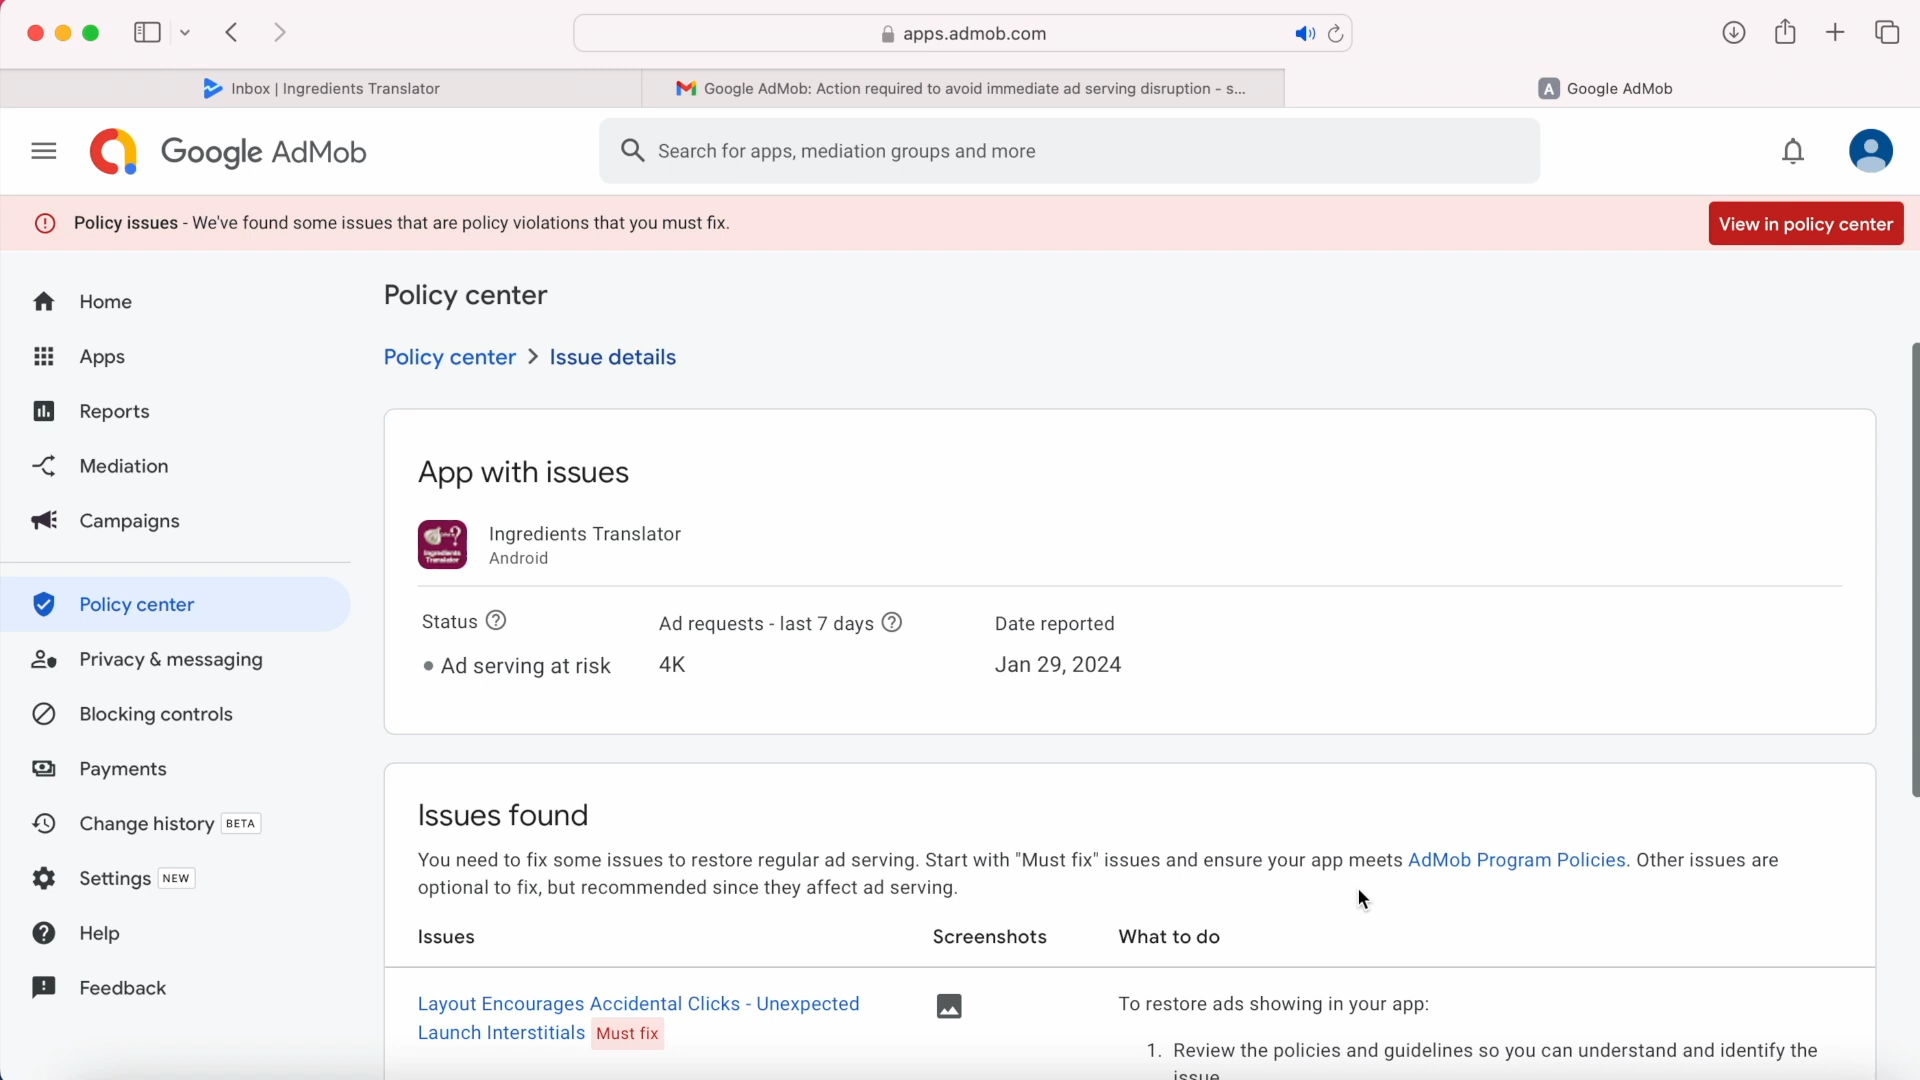 apps.admob.com
Inbox | Ingredients Translator
Google AdMob: Action required to avoid immediate ad serving disruption - s...
A Google AdMob
Google AdMob
Search for apps, mediation groups and more
Policy issues - We've found some issues that are policy violations that you must fix.
View in policy center
Home
Apps
Reports
Mediation
Campaigns
Policy center
Privacy & messaging
Blocking controls
Payments
Change history BETA
Settings NEW
Help
Feedback
Policy center
Policy center > Issue details
App with issues
Ingredients Translator
Android
Status
Ad requests - last 7 days
Date reported
• Ad serving at risk
4K
Jan 29, 2024
Issues found
You need to fix some issues to restore regular ad serving. Start with "Must fix" issues and ensure your app meets AdMob Program Policies. Other issues are
optional to fix, but recommended since they affect ad serving.
Issues
Screenshots
What to do
Layout Encourages Accidental Clicks - Unexpected
Launch Interstitials Must fix
To restore ads showing in your app:
1. Review the policies and guidelines so you can understand and identify the
issue